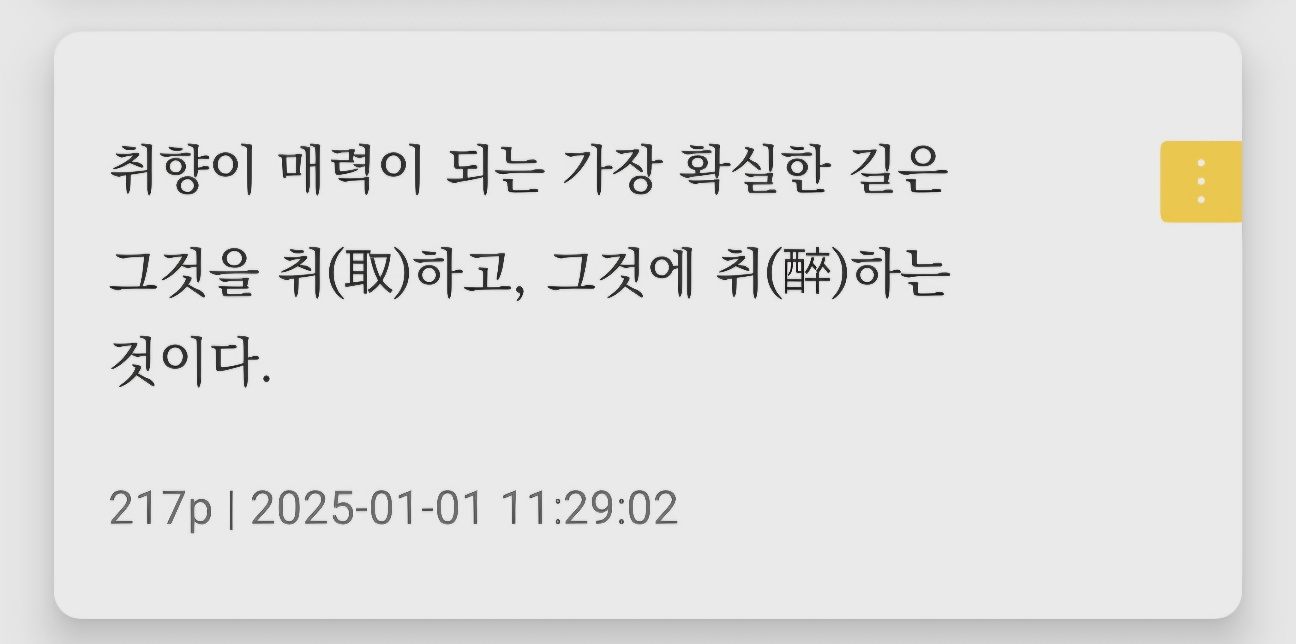 취향이 매력이 되는 가장 확실한 길은
그것을 취(取)하고, 그것에 취(醉)하는
것이다.
217p | 2025-01-01 11:29:02